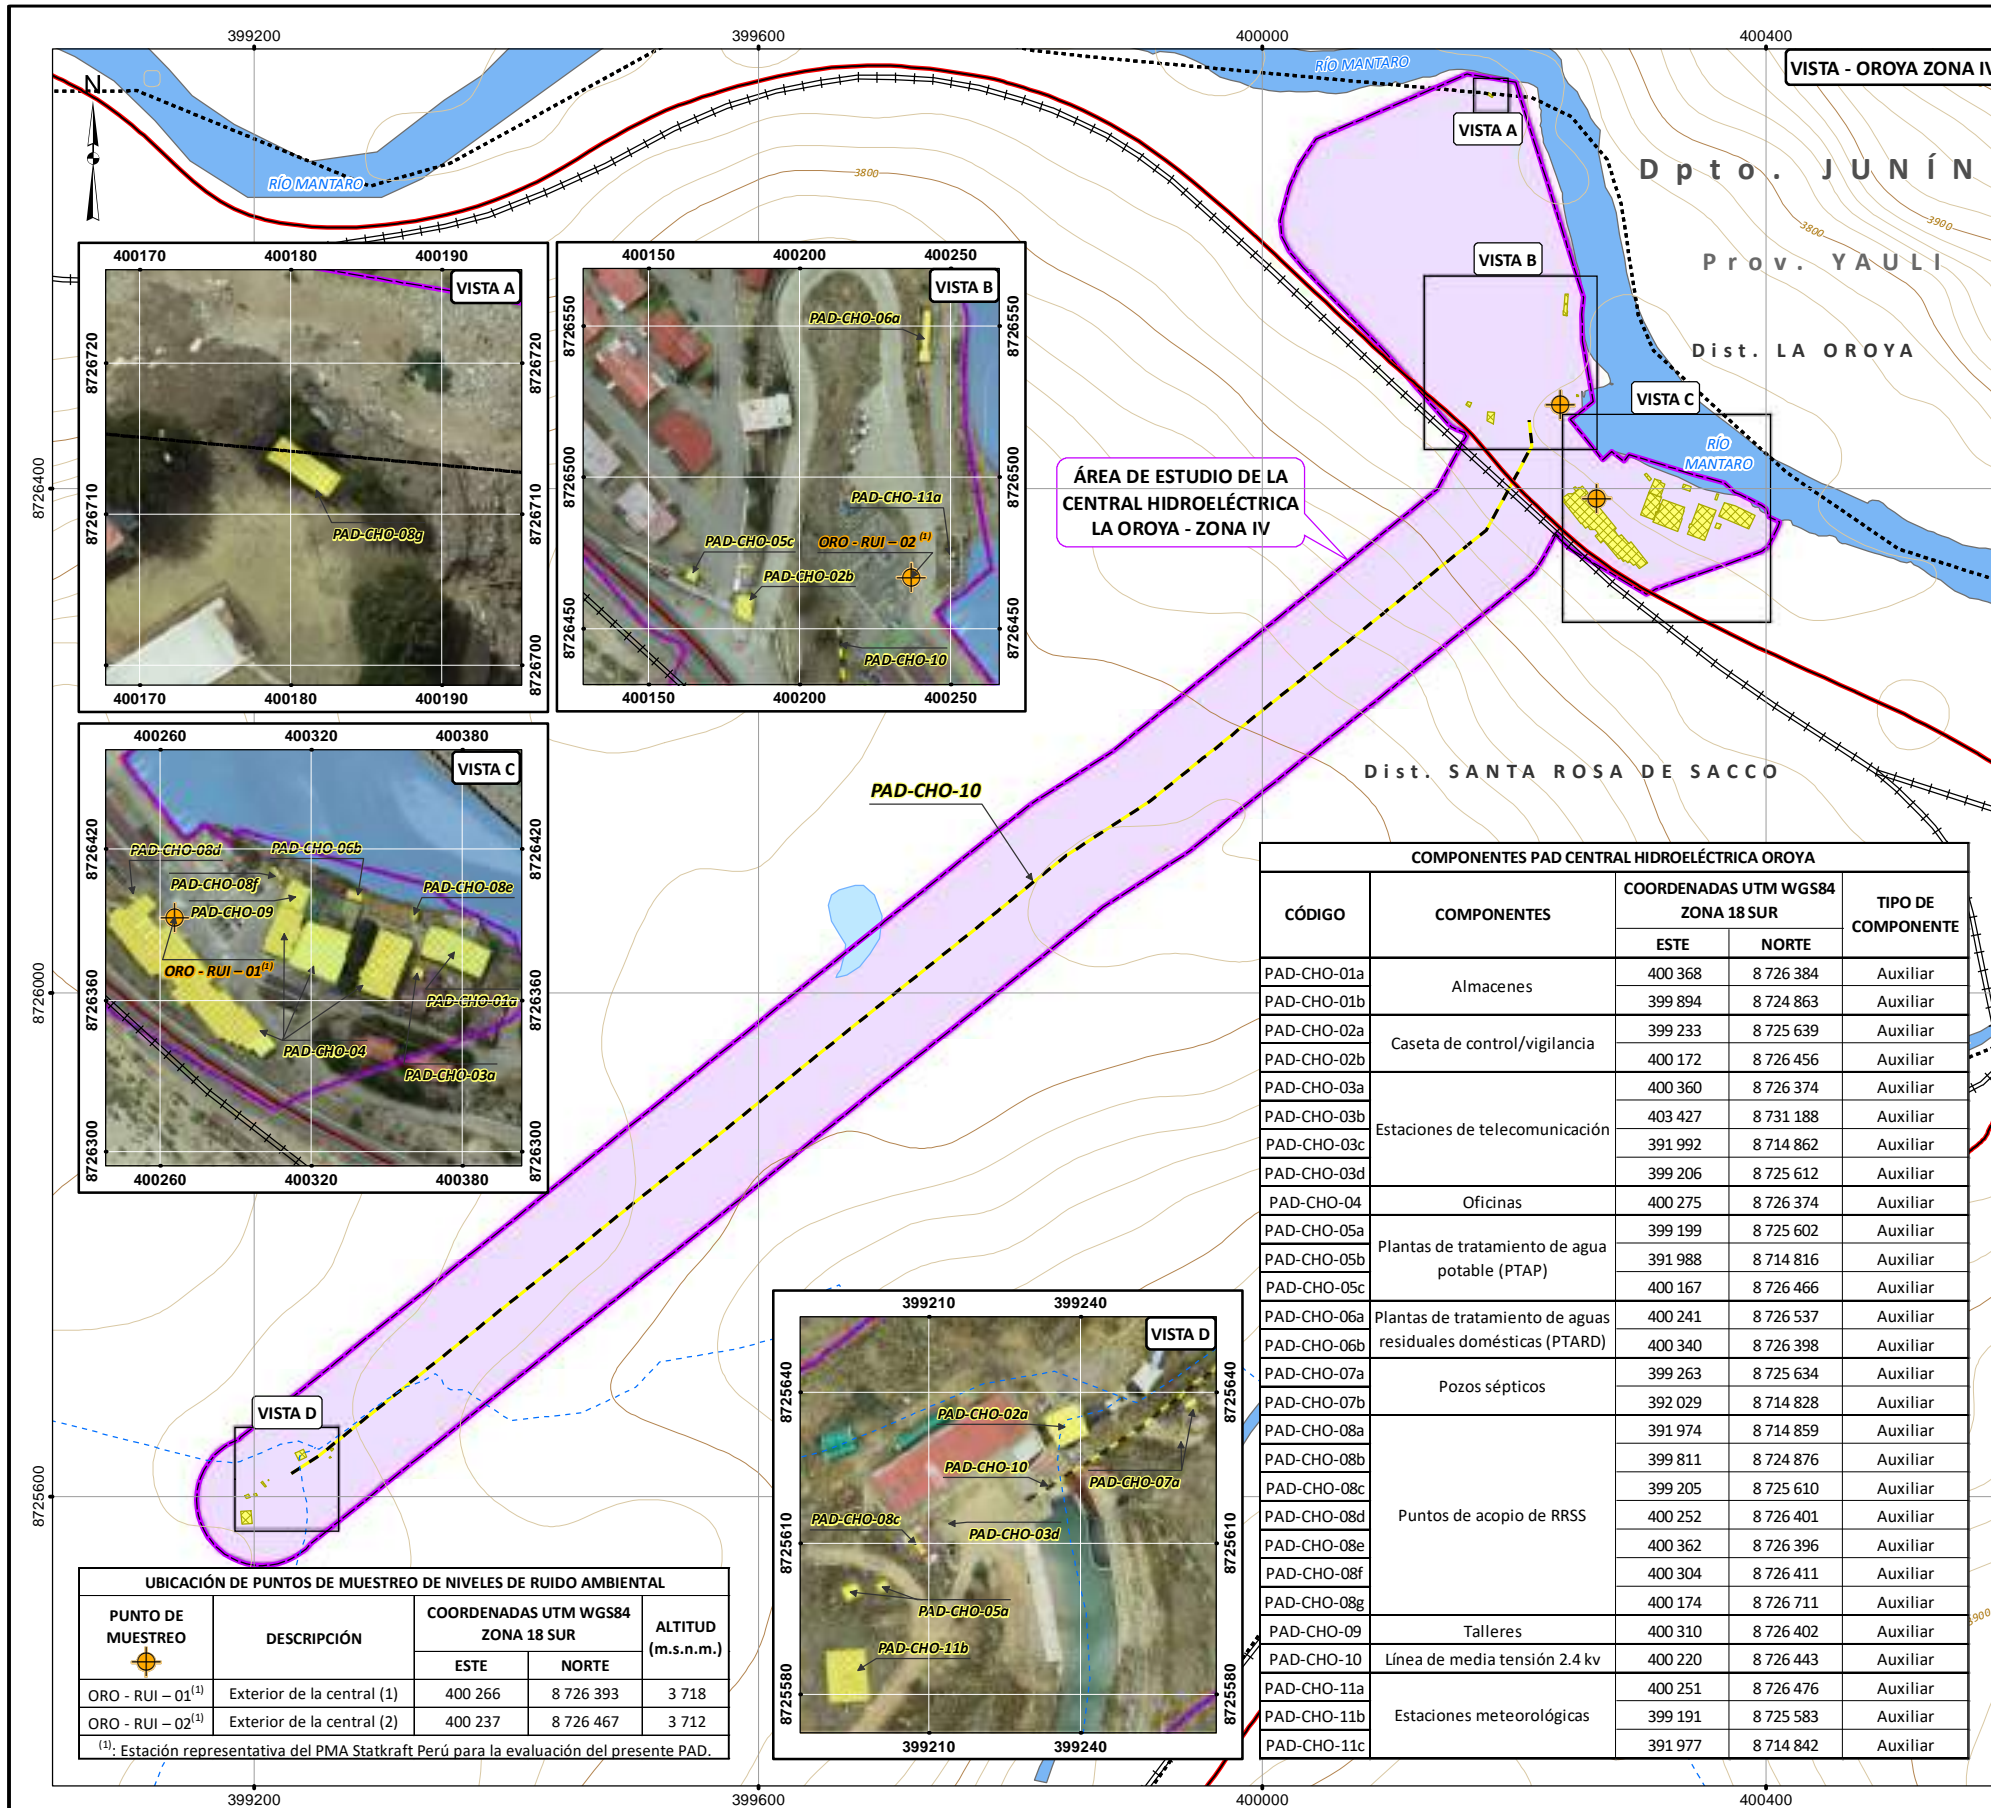 399200
399600
400000
400400
VISTA - OROYA ZONA IV
N
RÍO MANTARO
RÍO MANTARO
VISTA A
Dpto. JUNÍN
3800
3800
3900
Prov. YAULI
VISTA B
Dist. LA OROYA
VISTA C
RÍO
MANTARO
8726400
8726000
8725600
ÁREA DE ESTUDIO DE LA
CENTRAL HIDROELÉCTRICA
LA OROYA - ZONA IV
Dist. SANTA ROSA DE SACCO
PAD-CHO-10
VISTA D
400170 400180 400190
VISTA A
8726720 8726720
8726710 8726710
PAD-CHO-08g
8726700
400170 400180 400190
400150 400200 400250
VISTA B
8726550 8726550
PAD-CHO-06a
8726500 8726500
PAD-CHO-11a
PAD-CHO-05c
ORO - RUI – 02 (1)
PAD-CHO-02b
8726450 8726450
PAD-CHO-10
400150 400200 400250
400260 400320 400380
VISTA C
8726420 8726420
PAD-CHO-08d PAD-CHO-06b
PAD-CHO-08f PAD-CHO-08e
PAD-CHO-09
ORO - RUI – 01(1)
8726360 8726360
PAD-CHO-01a
PAD-CHO-04
PAD-CHO-03a
8726300 8726300
400260 400320 400380
399210 399240
VISTA D
8725640 8725640
PAD-CHO-02a
PAD-CHO-10
PAD-CHO-07a
PAD-CHO-08c
PAD-CHO-03d
8725610 8725610
PAD-CHO-05a
PAD-CHO-11b
8725580 8725580
399210 399240
COMPONENTES PAD CENTRAL HIDROELÉCTRICA OROYA
CÓDIGO COMPONENTES COORDENADAS UTM WGS84 ZONA 18 SUR TIPO DE COMPONENTE
ESTE NORTE
PAD-CHO-01a Almacenes 400 368 8 726 384 Auxiliar
PAD-CHO-01b 399 894 8 724 863 Auxiliar
PAD-CHO-02a Caseta de control/vigilancia 399 233 8 725 639 Auxiliar
PAD-CHO-02b 400 172 8 726 456 Auxiliar
PAD-CHO-03a Estaciones de telecomunicación 400 360 8 726 374 Auxiliar
PAD-CHO-03b 403 427 8 731 188 Auxiliar
PAD-CHO-03c 391 992 8 714 862 Auxiliar
PAD-CHO-03d 399 206 8 725 612 Auxiliar
PAD-CHO-04 Oficinas 400 275 8 726 374 Auxiliar
PAD-CHO-05a Plantas de tratamiento de agua potable (PTAP) 399 199 8 725 602 Auxiliar
PAD-CHO-05b 391 988 8 714 816 Auxiliar
PAD-CHO-05c 400 167 8 726 466 Auxiliar
PAD-CHO-06a Plantas de tratamiento de aguas residuales domésticas (PTARD) 400 241 8 726 537 Auxiliar
PAD-CHO-06b 400 340 8 726 398 Auxiliar
PAD-CHO-07a Pozos sépticos 399 263 8 725 634 Auxiliar
PAD-CHO-07b 392 029 8 714 828 Auxiliar
PAD-CHO-08a Puntos de acopio de RRSS 391 974 8 714 859 Auxiliar
PAD-CHO-08b 399 811 8 724 876 Auxiliar
PAD-CHO-08c 399 205 8 725 610 Auxiliar
PAD-CHO-08d 400 252 8 726 401 Auxiliar
PAD-CHO-08e 400 362 8 726 396 Auxiliar
PAD-CHO-08f 400 304 8 726 411 Auxiliar
PAD-CHO-08g 400 174 8 726 711 Auxiliar
PAD-CHO-09 Talleres 400 310 8 726 402 Auxiliar
PAD-CHO-10 Línea de media tensión 2.4 kv 400 220 8 726 443 Auxiliar
PAD-CHO-11a Estaciones meteorológicas 400 251 8 726 476 Auxiliar
PAD-CHO-11b 399 191 8 725 583 Auxiliar
PAD-CHO-11c 391 977 8 714 842 Auxiliar
3900
UBICACIÓN DE PUNTOS DE MUESTREO DE NIVELES DE RUIDO AMBIENTAL
PUNTO DE MUESTREO DESCRIPCIÓN COORDENADAS UTM WGS84 ZONA 18 SUR ALTITUD (m.s.n.m.)
ESTE NORTE
ORO - RUI – 01(1) Exterior de la central (1) 400 266 8 726 393 3 718
ORO - RUI – 02(1) Exterior de la central (2) 400 237 8 726 467 3 712
(1): Estación representativa del PMA Statkraft Perú para la evaluación del presente PAD.
399200
399600
400000
400400